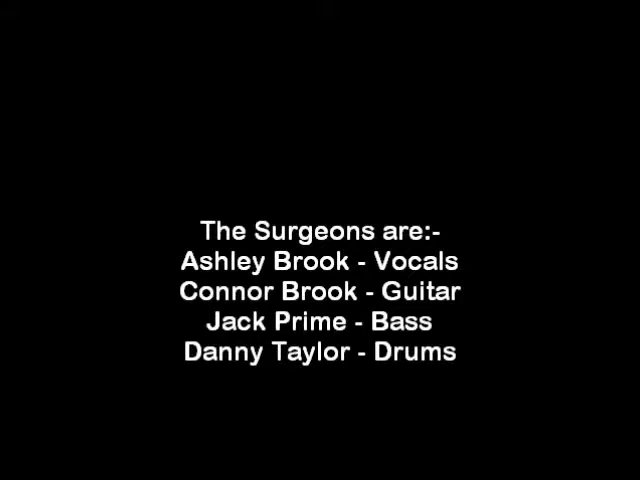 The Surgeons are:-
Ashley Brook - Vocals
Connor Brook - Guitar
Jack Prime - Bass
Danny Taylor - Drums